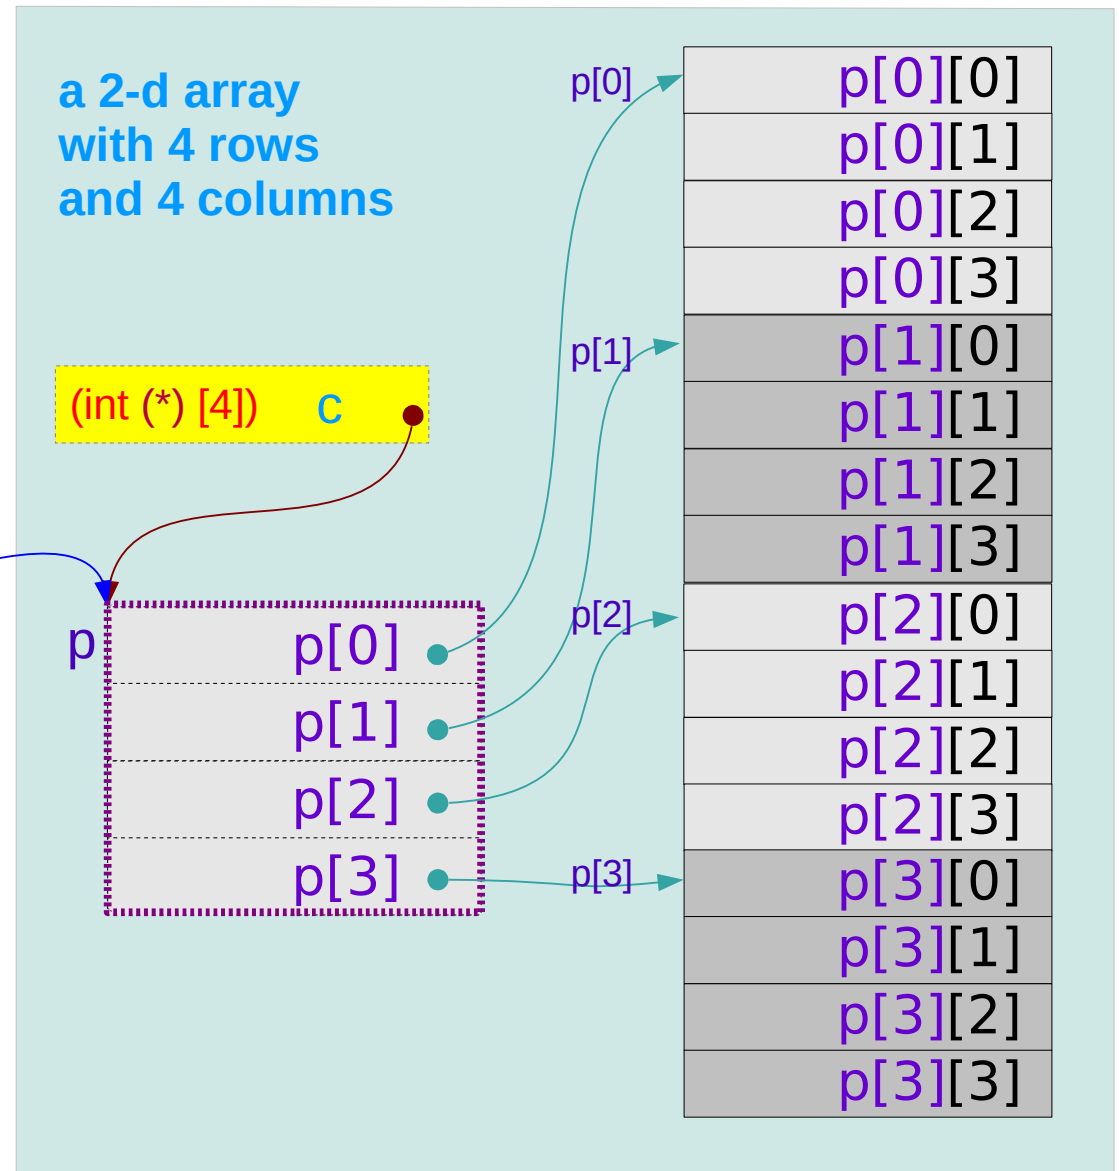 a 2-d array
with 4 rows
and 4 columns
(int (*) [4]) c
p
p[0]
p[1]
p[2]
p[3]
p[0]
p[1]
p[2]
p[3]
p[0][0]
p[0][1]
p[0][2]
p[0][3]
p[1][0]
p[1][1]
p[1][2]
p[1][3]
p[2][0]
p[2][1]
p[2][2]
p[2][3]
p[3][0]
p[3][1]
p[3][2]
p[3][3]